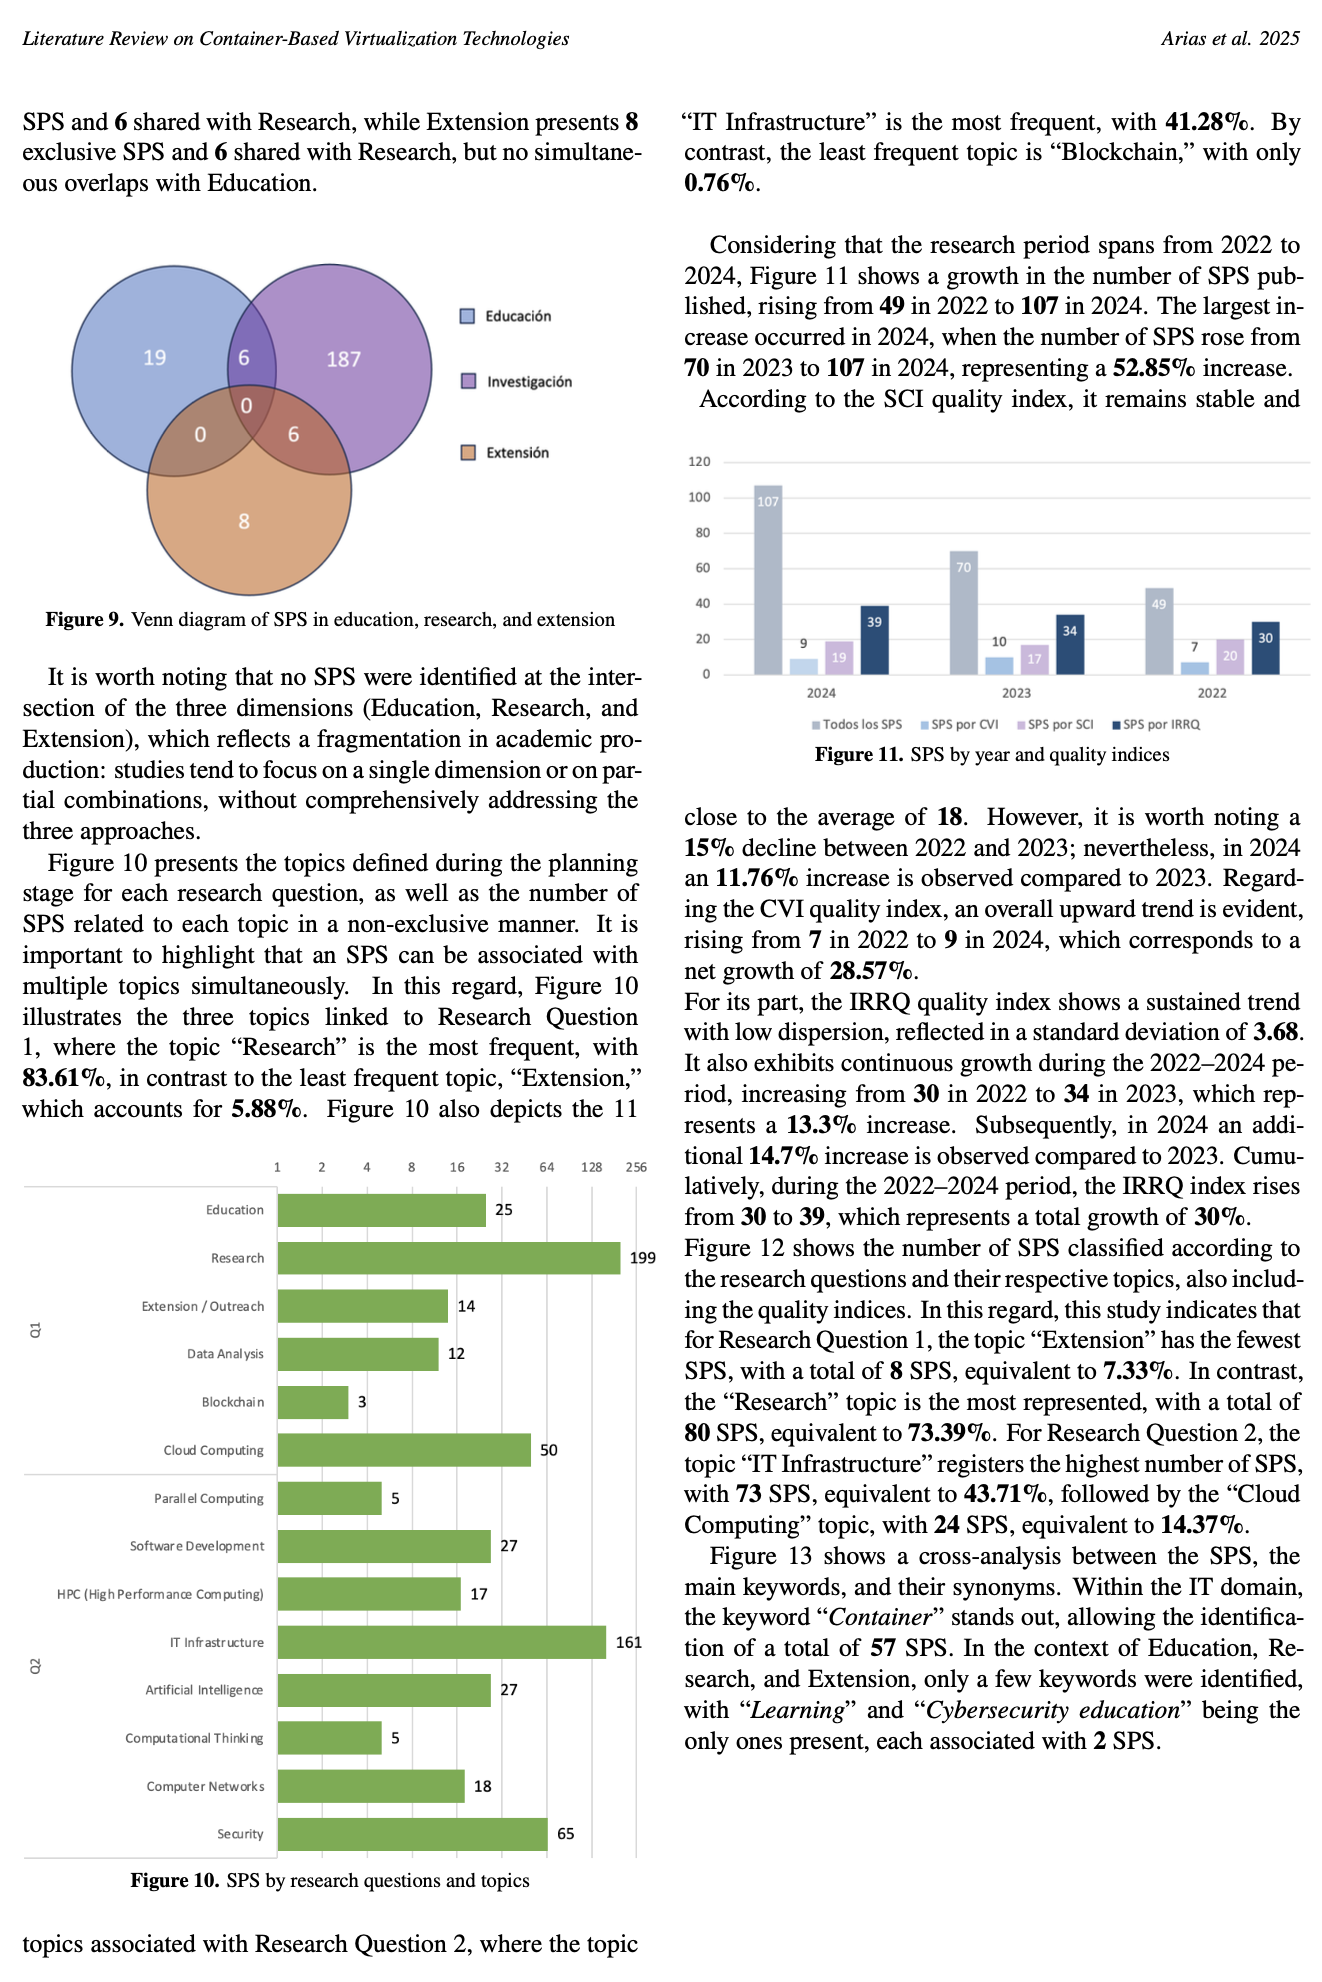 Literature Review on Container-Based Virtualization Technologies
Arias et al. 2025
SPS and 6 shared with Research, while Extension presents 8
exclusive SPS and 6 shared with Research, but no simultane-
ous overlaps with Education.
19
6
187
0
0
6
8
Educación
Investigación
Extensión
Figure 9. Venn diagram of SPS in education, research, and extension
It is worth noting that no SPS were identified at the inter-
section of the three dimensions (Education, Research, and
Extension), which reflects a fragmentation in academic pro-
duction: studies tend to focus on a single dimension or on par-
tial combinations, without comprehensively addressing the
three approaches.
Figure 10 presents the topics defined during the planning
stage for each research question, as well as the number of
SPS related to each topic in a non-exclusive manner. It is
important to highlight that an SPS can be associated with
multiple topics simultaneously. In this regard, Figure 10
illustrates the three topics linked to Research Question
1, where the topic “Research” is the most frequent, with
83.61%, in contrast to the least frequent topic, “Extension,”
which accounts for 5.88%. Figure 10 also depicts the 11
1 2 4 8 16 32 64 128 256
Q1
Education 25
Research 199
Extension / Outreach 14
Data Analysis 12
Blockchain 3
Cloud Computing 50
Q2
Parallel Computing 5
Software Development 27
HPC (High Performance Computing) 17
IT Infrastructure 161
Artificial Intelligence 27
Computational Thinking 5
Computer Networks 18
Security 65
Figure 10. SPS by research questions and topics
topics associated with Research Question 2, where the topic
“IT Infrastructure” is the most frequent, with 41.28%. By
contrast, the least frequent topic is “Blockchain,” with only
0.76%.
Considering that the research period spans from 2022 to
2024, Figure 11 shows a growth in the number of SPS pub-
lished, rising from 49 in 2022 to 107 in 2024. The largest in-
crease occurred in 2024, when the number of SPS rose from
70 in 2023 to 107 in 2024, representing a 52.85% increase.
According to the SCI quality index, it remains stable and
120
100
80
60
40
20
0
107 9 19 39
70 10 17 34
49 7 20 30
2024 2023 2022
Todos los SPS SPS por CVI SPS por SCI SPS por IRRQ
Figure 11. SPS by year and quality indices
close to the average of 18. However, it is worth noting a
15% decline between 2022 and 2023; nevertheless, in 2024
an 11.76% increase is observed compared to 2023. Regard-
ing the CVI quality index, an overall upward trend is evident,
rising from 7 in 2022 to 9 in 2024, which corresponds to a
net growth of 28.57%.
For its part, the IRRQ quality index shows a sustained trend
with low dispersion, reflected in a standard deviation of 3.68.
It also exhibits continuous growth during the 2022–2024 pe-
riod, increasing from 30 in 2022 to 34 in 2023, which rep-
resents a 13.3% increase. Subsequently, in 2024 an addi-
tional 14.7% increase is observed compared to 2023. Cumu-
latively, during the 2022–2024 period, the IRRQ index rises
from 30 to 39, which represents a total growth of 30%.
Figure 12 shows the number of SPS classified according to
the research questions and their respective topics, also includ-
ing the quality indices. In this regard, this study indicates that
for Research Question 1, the topic “Extension” has the fewest
SPS, with a total of 8 SPS, equivalent to 7.33%. In contrast,
the “Research” topic is the most represented, with a total of
80 SPS, equivalent to 73.39%. For Research Question 2, the
topic “IT Infrastructure” registers the highest number of SPS,
with 73 SPS, equivalent to 43.71%, followed by the “Cloud
Computing” topic, with 24 SPS, equivalent to 14.37%.
Figure 13 shows a cross-analysis between the SPS, the
main keywords, and their synonyms. Within the IT domain,
the keyword “Container” stands out, allowing the identifica-
tion of a total of 57 SPS. In the context of Education, Re-
search, and Extension, only a few keywords were identified,
with “Learning” and “Cybersecurity education” being the
only ones present, each associated with 2 SPS.